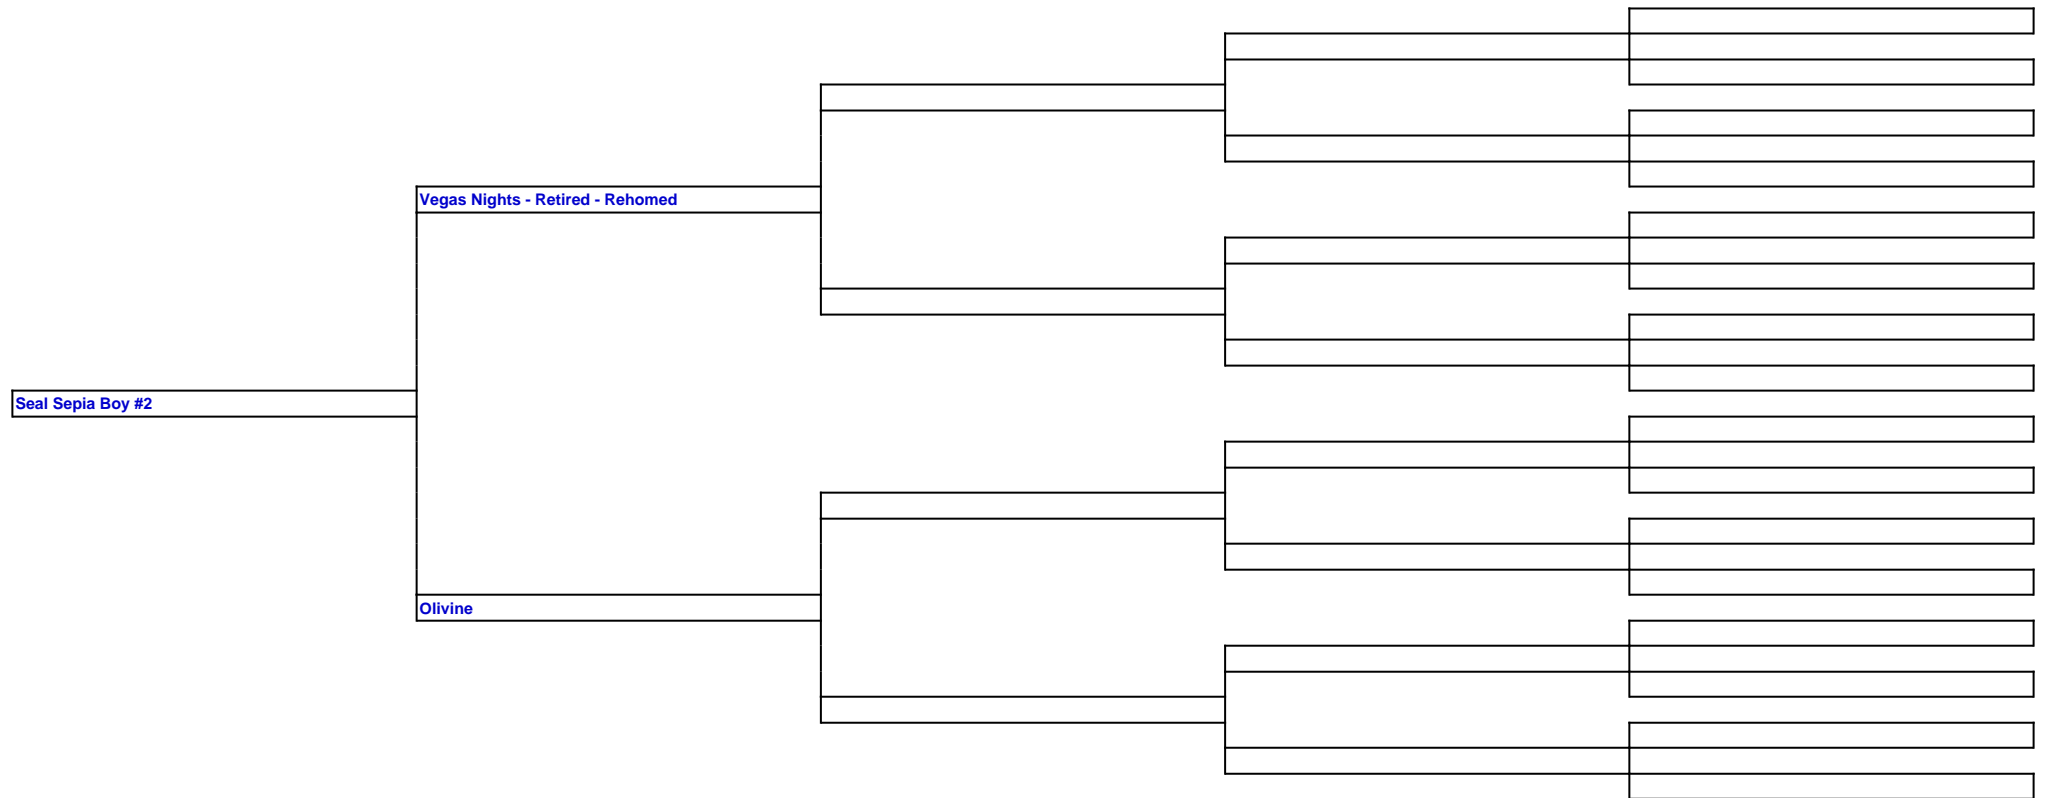 Vegas Nights - Retired - Rehomed
Seal Sepia Boy #2
Olivine